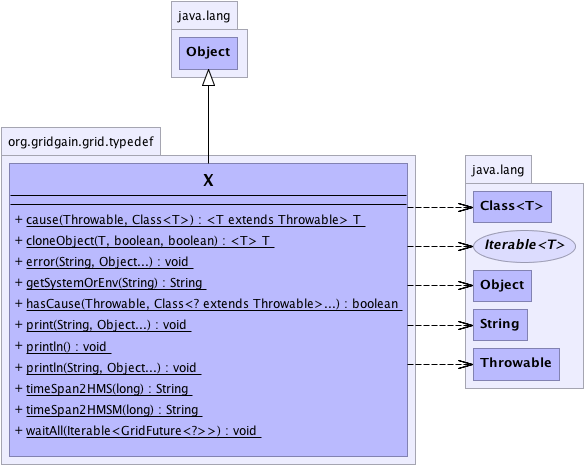 java.lang
Object
org.gridgain.grid.typedef
X
+ cause(Throwable, Class<T>) : <T extends Throwable> T
+ cloneObject(T, boolean, boolean) : <T> T
+ error(String, Object...) : void
+ getSystemOrEnv(String) : String
+ hasCause(Throwable, Class<? extends Throwable>...) : boolean
+ print(String, Object...) : void
+ println() : void
+ println(String, Object...) : void
+ timeSpan2HMS(long) : String
+ timeSpan2HMSM(long) : String
+ waitAll(Iterable<GridFuture<?>>) : void
java.lang
Class<T>
Iterable<T>
Object
String
Throwable